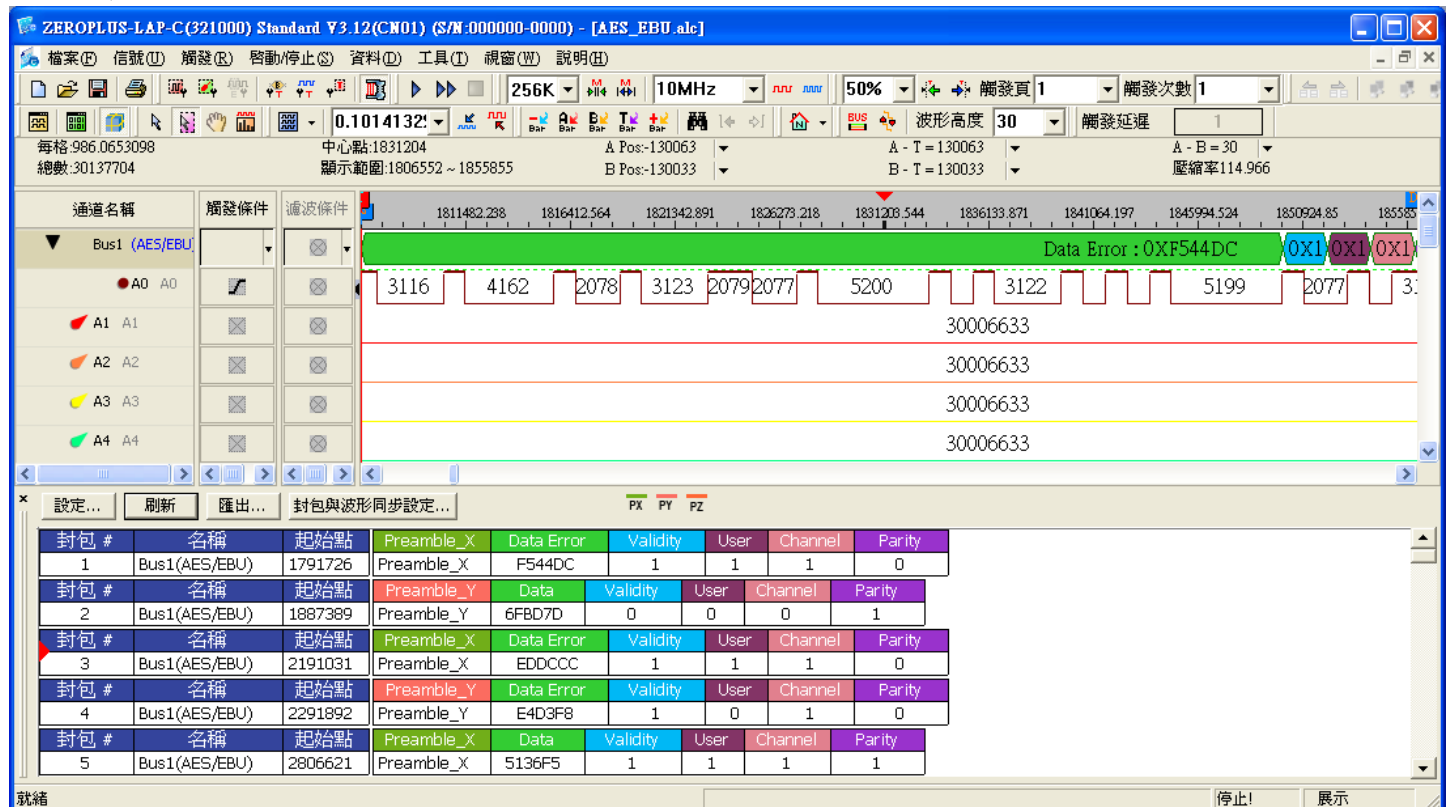 ZEROPLUS-LAP-C(321000) Standard V3.12(CN01) (S/N:000000-0000) - [AES_EBU.alc]
檔案(F) 信號(U) 觸發(R) 啓動/停止(S) 資料(D) 工具(T) 視窗(W) 說明(H)
256K 10MHz 50% 觸發頁 1 觸發次數 1
0.10141329 Bar Bar Bar Bar Bar BUS 波形高度 30 觸發延遲 1
每格:986.0653098 中心點:1831204 A Pos:-130063 A - T = 130063 A - B = 30
總數:30137704 顯示範圍:1806552 ~ 1855855 B Pos:-130033 B - T = 130033 壓縮率114.966
通道名稱 觸發條件 濾波條件 1811482.238 1816412.564 1821342.891 1826273.218 1831203.544 1836133.871 1841064.197 1845994.524 1850924.85 185585
Bus1 (AES/EBU) Data Error : 0XF544DC 0X1 0X1 0X1
A0 A0 3116 4162 2078 3123 2079 2077 5200 3122 5199 2077
A1 A1 30006633
A2 A2 30006633
A3 A3 30006633
A4 A4 30006633
設定... 刷新 匯出... 封包與波形同步設定... PX PY PZ
封包 # 名稱 起始點 Preamble_X Data Error Validity User Channel Parity
1 Bus1(AES/EBU) 1791726 Preamble_X F544DC 1 1 1 0
封包 # 名稱 起始點 Preamble_Y Data Validity User Channel Parity
2 Bus1(AES/EBU) 1887389 Preamble_Y 6FBD7D 0 0 0 1
封包 # 名稱 起始點 Preamble_X Data Error Validity User Channel Parity
3 Bus1(AES/EBU) 2191031 Preamble_X EDDCCC 1 1 1 0
封包 # 名稱 起始點 Preamble_Y Data Error Validity User Channel Parity
4 Bus1(AES/EBU) 2291892 Preamble_Y E4D3F8 1 0 1 0
封包 # 名稱 起始點 Preamble_X Data Validity User Channel Parity
5 Bus1(AES/EBU) 2806621 Preamble_X 5136F5 1 1 1 1
就緒 停止! 展示